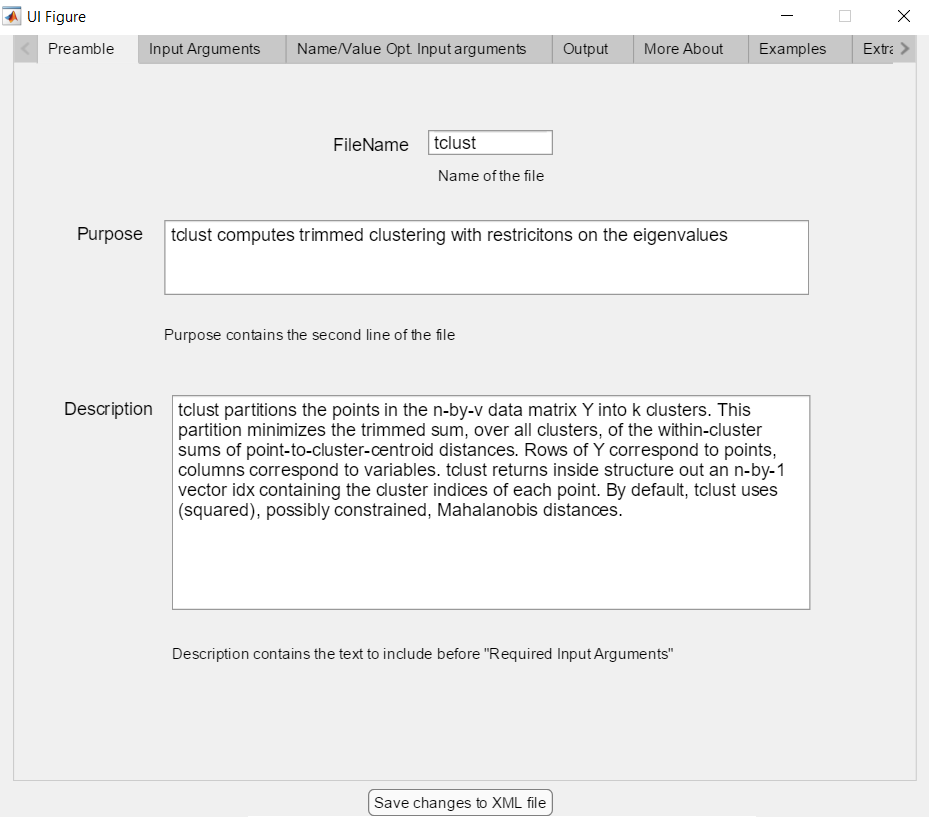 UI Figure
Preamble
Input Arguments
Name/Value Opt. Input arguments
Output
More About
Examples
Extra
FileName
tclust
Name of the file
Purpose
tclust computes trimmed clustering with restricitons on the eigenvalues
Purpose contains the second line of the file
Description
tclust partitions the points in the n-by-v data matrix Y into k clusters. This
partition minimizes the trimmed sum, over all clusters, of the within-cluster
sums of point-to-cluster-centroid distances. Rows of Y correspond to points,
columns correspond to variables. tclust returns inside structure out an n-by-1
vector idx containing the cluster indices of each point. By default, tclust uses
(squared), possibly constrained, Mahalanobis distances.
Description contains the text to include before "Required Input Arguments"
Save changes to XML file